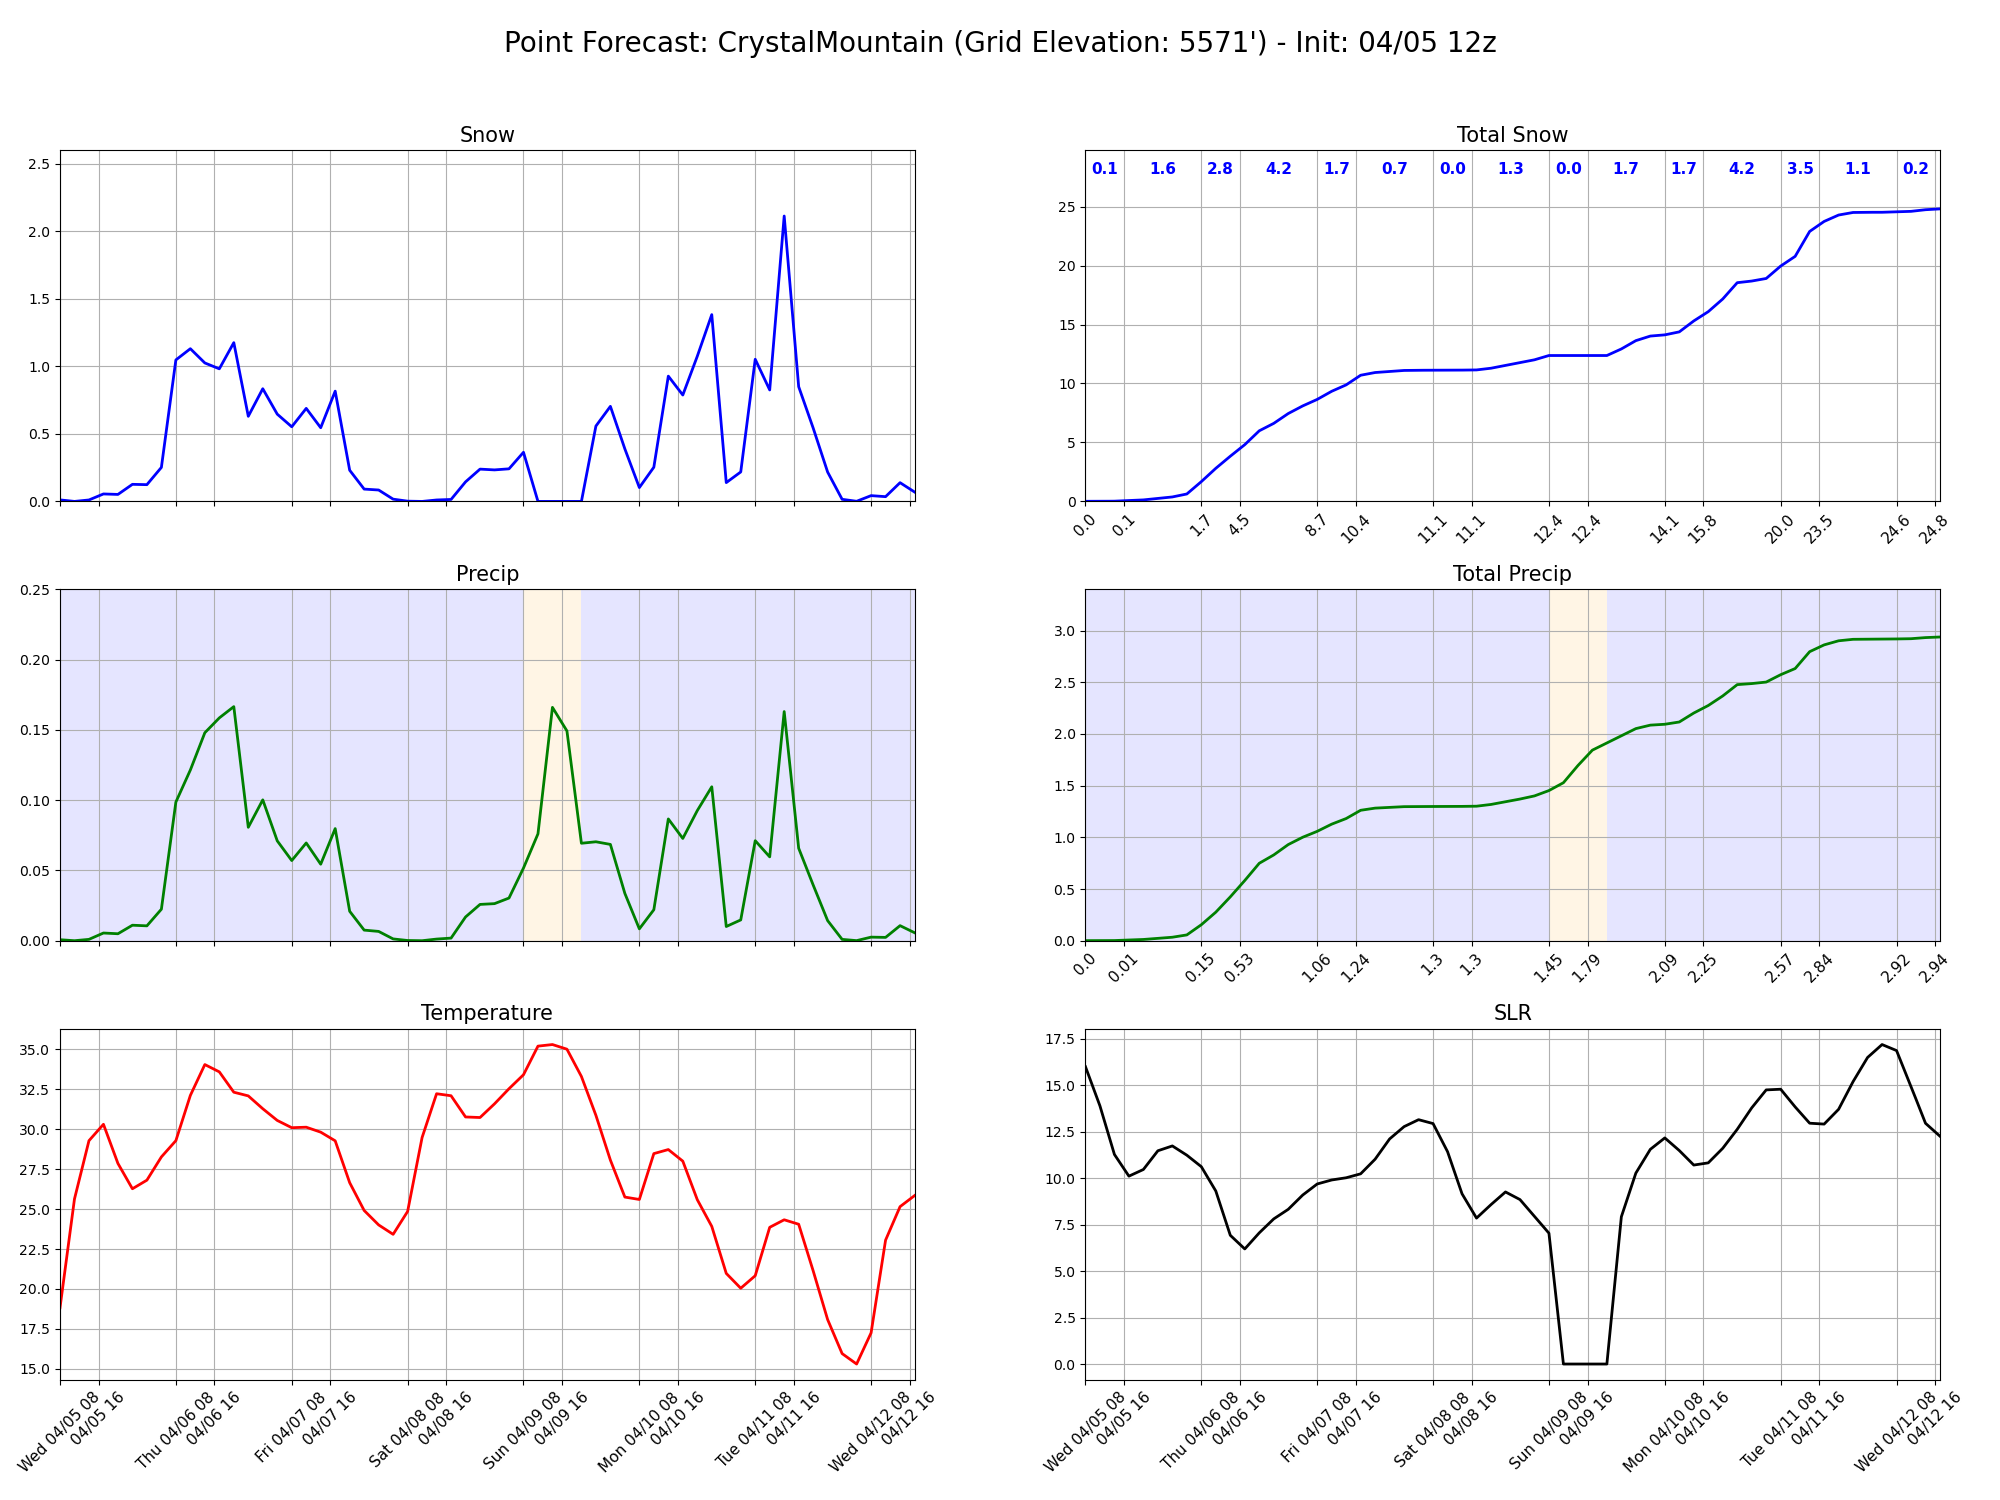 Point Forecast: CrystalMountain (Grid Elevation: 5571') - Init: 04/05 12z
Snow
2.5
2.0
1.5
1.0
0.5
0.0
Total Snow
0.1 1.6 2.8 4.2 1.7 0.7 0.0 1.3 0.0 1.7 1.7 4.2 3.5 1.1 0.2
25
20
15
10
5
0
0.0 0.1 1.7 4.5 8.7 10.4 11.1 11.1 12.4 12.4 14.1 15.8 20.0 23.5 24.6 24.8
Precip
0.25
0.20
0.15
0.10
0.05
0.00
Total Precip
3.0
2.5
2.0
1.5
1.0
0.5
0.0
0.0 0.01 0.15 0.53 1.06 1.24 1.3 1.3 1.45 1.79 2.09 2.25 2.57 2.84 2.92 2.94
Temperature
35.0
32.5
30.0
27.5
25.0
22.5
20.0
17.5
15.0
Wed 04/05 08
04/05 16
Thu 04/06 08
04/06 16
Fri 04/07 08
04/07 16
Sat 04/08 08
04/08 16
Sun 04/09 08
04/09 16
Mon 04/10 08
04/10 16
Tue 04/11 08
04/11 16
Wed 04/12 08
04/12 16
SLR
17.5
15.0
12.5
10.0
7.5
5.0
2.5
0.0
Wed 04/05 08
04/05 16
Thu 04/06 08
04/06 16
Fri 04/07 08
04/07 16
Sat 04/08 08
04/08 16
Sun 04/09 08
04/09 16
Mon 04/10 08
04/10 16
Tue 04/11 08
04/11 16
Wed 04/12 08
04/12 16